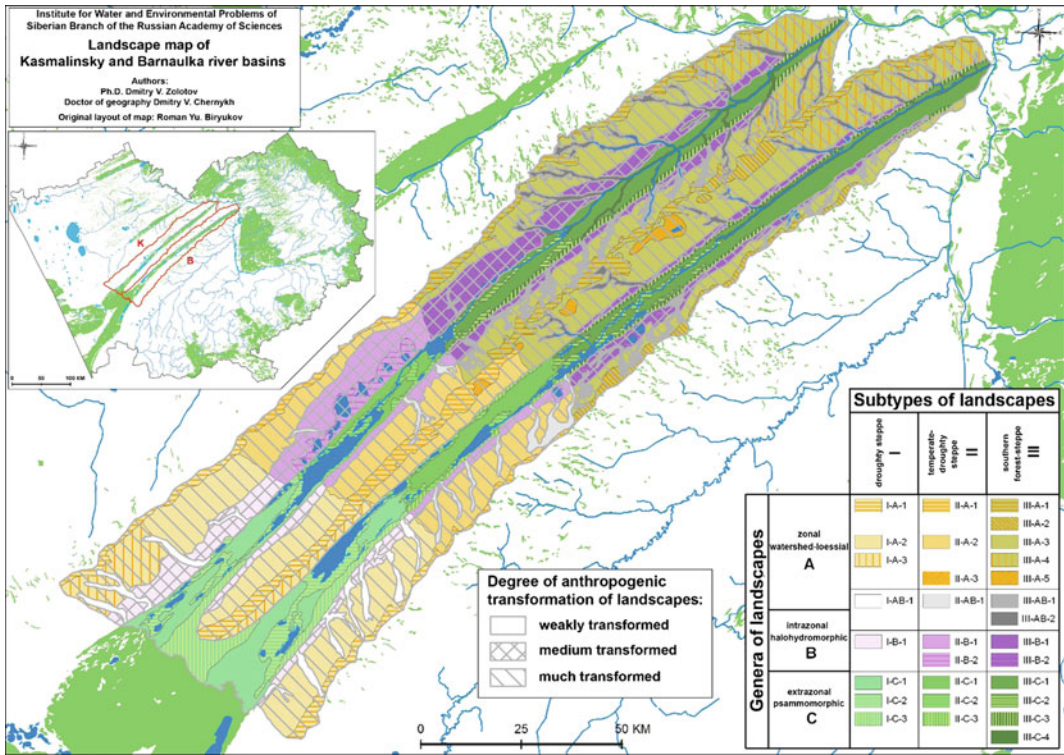 Institute for Water and Environmental Problems of
Siberian Branch of the Russian Academy of Sciences
Landscape map of
Kasmalinsky and Barnaulka river basins
Authors:
Ph.D. Dmitry V. Zolotov
Doctor of geography Dmitry V. Chernykh
Original layout of map: Roman Yu. Biryukov
K
B
0 50 100 KM
Degree of anthropogenic
transformation of landscapes:
weakly transformed
medium transformed
much transformed
0 25 50 KM
Subtypes of landscapes
droughty steppe
I
temperate-
droughty
steppe
II
southern
forest-steppe
III
Genera of landscapes
zonal
watershed-loessial
A
I-A-1 II-A-1 III-A-1
III-A-2
I-A-2 II-A-2 III-A-3
I-A-3 III-A-4
II-A-3 III-A-5
I-AB-1 II-AB-1 III-AB-1
III-AB-2
intrazonal
halohydromorphic
B
I-B-1 II-B-1 III-B-1
II-B-2 III-B-2
extrazonal
psammomorphic
C
I-C-1 II-C-1 III-C-1
I-C-2 II-C-2 III-C-2
I-C-3 II-C-3 III-C-3
III-C-4